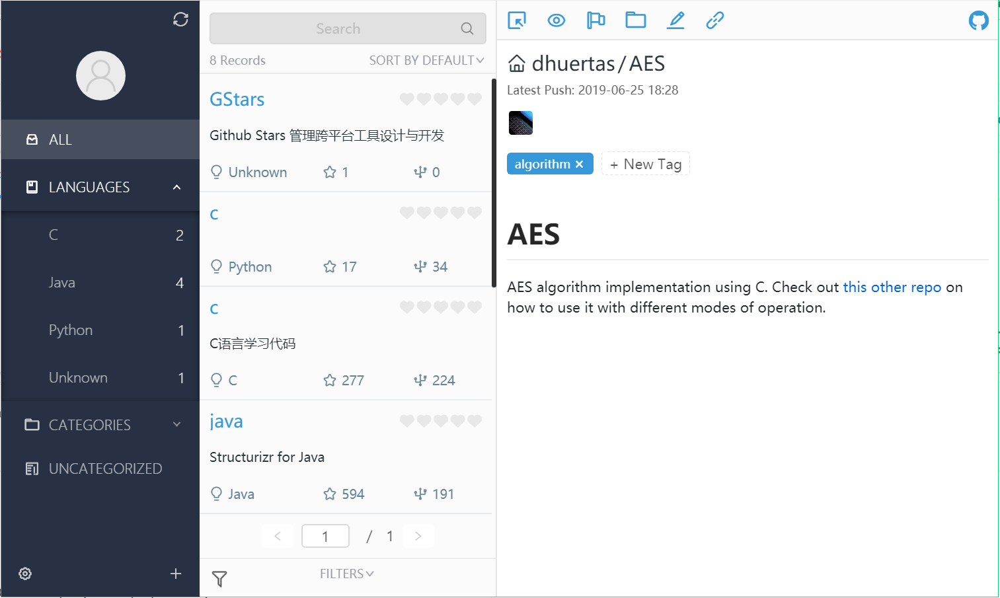 ALL
LANGUAGES
C 2
Java 4
Python 1
Unknown 1
CATEGORIES
UNCATEGORIZED
Search
8 Records SORT BY DEFAULT
GStars
Github Stars 管理跨平台工具设计与开发
Unknown 1 0
C
Python 17 34
C
C语言学习代码
C 277 224
java
Structurizr for Java
Java 594 191
< 1 / 1 >
FILTERS
dhuertas / AES
Latest Push: 2019-06-25 18:28
algorithm × + New Tag
AES
AES algorithm implementation using C. Check out this other repo on
how to use it with different modes of operation.